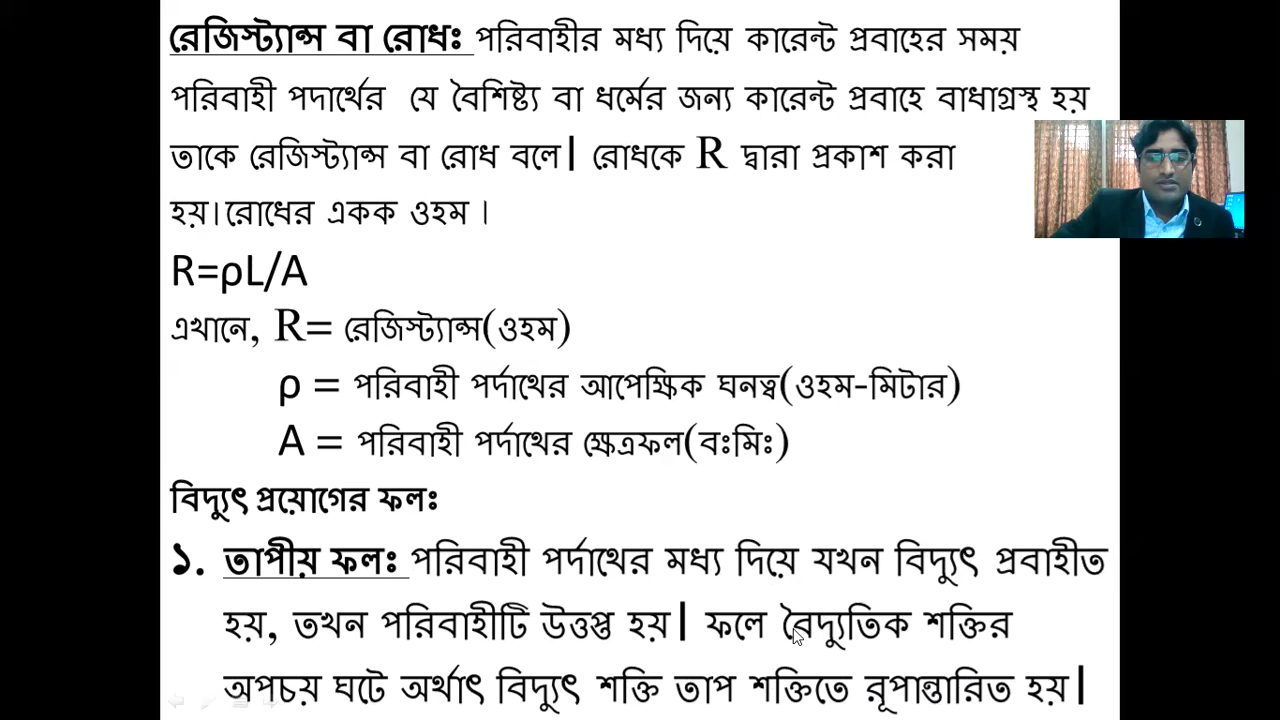 রেজিস্ট্যান্স বা রোধঃ পরিবাহীর মধ্য দিয়ে কারেন্ট প্রবাহের সময়
পরিবাহী পদার্থের যে বৈশিষ্ট্য বা ধর্মের জন্য কারেন্ট প্রবাহে বাধাগ্রস্থ হয়
তাকে রেজিস্ট্যান্স বা রোধ বলে| রোধকে R দ্বারা প্রকাশ করা
হয়।রোধের একক ওহম ।
R=ρL/A
এখানে, R= রেজিস্ট্যান্স(ওহম)
ρ = পরিবাহী পর্দাথের আপেক্ষিক ঘনত্ব(ওহম-মিটার)
A = পরিবাহী পর্দাথের ক্ষেত্রফল(বঃমিঃ)
বিদ্যুৎ প্রয়োগের ফলঃ
১. তাপীয় ফলঃ পরিবাহী পর্দাথের মধ্য দিয়ে যখন বিদ্যুৎ প্রবাহীত
হয়, তখন পরিবাহীটি উত্তপ্ত হয়| ফলে বৈদ্যুতিক শক্তির
অপচয় ঘটে অর্থাৎ বিদ্যুৎ শক্তি তাপ শক্তিতে রূপান্তারিত হয়|